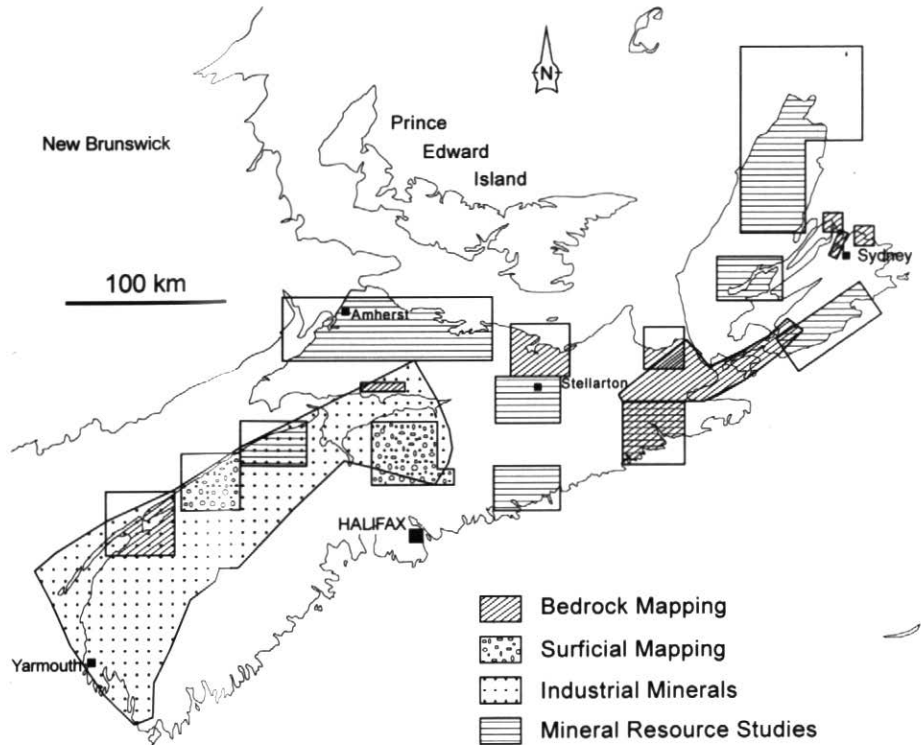 N
Prince
Edward
Island
New Brunswick
Sydney
100 km
Amherst
Stellarton
HALIFAX
Yarmouth
Bedrock Mapping
Surficial Mapping
Industrial Minerals
Mineral Resource Studies